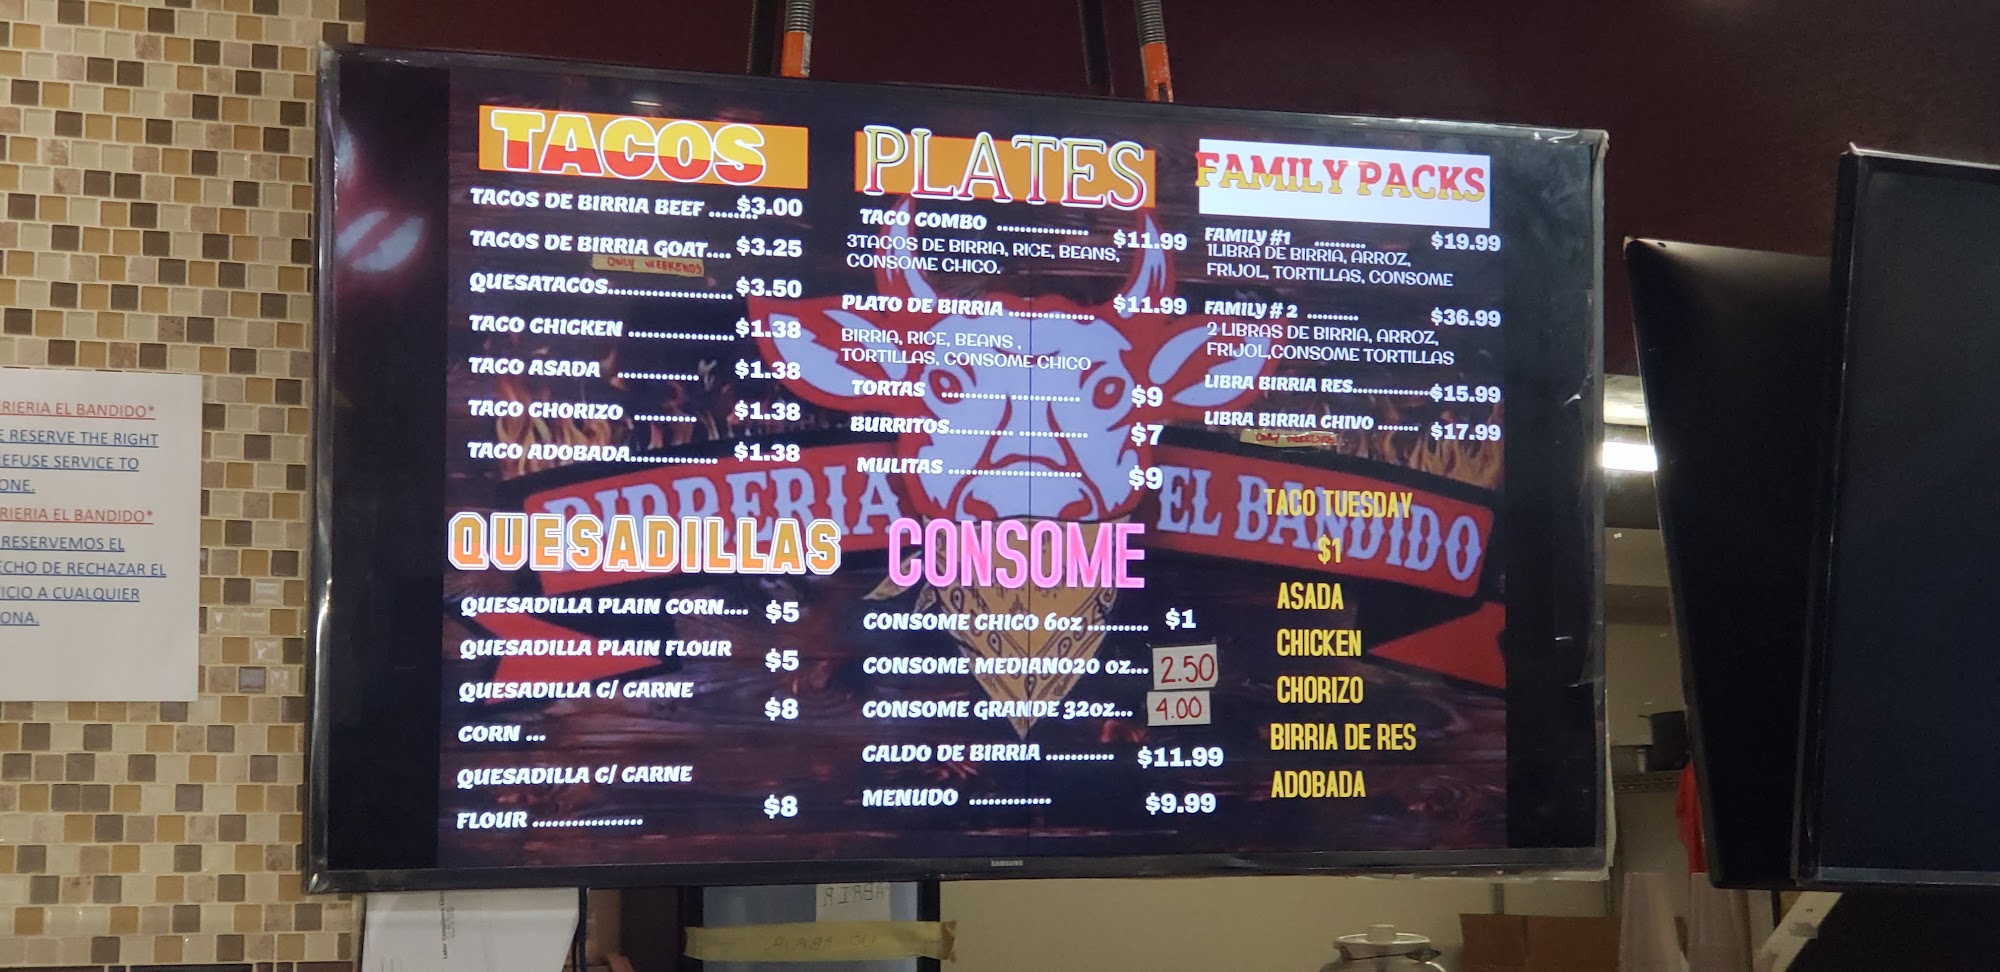 TACOS
TACOS DE BIRRIA BEEF ........ $3.00
TACOS DE BIRRIA GOAT.... $3.25
ONLY WEEKENDS
QUESATACOS...................... $3.50
TACO CHICKEN ................... $1.38
TACO ASADA .............. $1.38
TACO CHORIZO ........... $1.38
TACO ADOBADA............... $1.38
QUESADILLAS
QUESADILLA PLAIN CORN.... $5
QUESADILLA PLAIN FLOUR $5
QUESADILLA C/ CARNE $8
CORN ...
QUESADILLA C/ CARNE
FLOUR ................. $8
PLATES
TACO COMBO ................. $11.99
3TACOS DE BIRRIA, RICE, BEANS,
CONSOME CHICO.
PLATO DE BIRRIA ............... $11.99
BIRRIA, RICE, BEANS ,
TORTILLAS, CONSOME CHICO
TORTAS ............ ............ $9
BURRITOS............ ............ $7
MULITAS ........................ $9
CONSOME
CONSOME CHICO 6oz .......... $1
CONSOME MEDIANO20 oz... 2.50
CONSOME GRANDE 32oz... 4.00
CALDO DE BIRRIA ........... $11.99
MENUDO ............. $9.99
FAMILY PACKS
FAMILY #1 .......... $19.99
1LIBRA DE BIRRIA, ARROZ,
FRIJOL, TORTILLAS, CONSOME
FAMILY # 2 .......... $36.99
2 LIBRAS DE BIRRIA, ARROZ,
FRIJOL,CONSOME TORTILLAS
LIBRA BIRRIA RES............... $15.99
LIBRA BIRRIA CHIVO ........ $17.99
ONLY WEEKENDS
TACO TUESDAY
$1
ASADA
CHICKEN
CHORIZO
BIRRIA DE RES
ADOBADA
BIRRERIA EL BANDIDO
SAMSUNG
RIERIA EL BANDIDO*
E RESERVE THE RIGHT
EFUSE SERVICE TO
ONE.
RIERIA EL BANDIDO*
RESERVEMOS EL
ECHO DE RECHAZAR EL
ICIO A CUALQUIER
ONA.